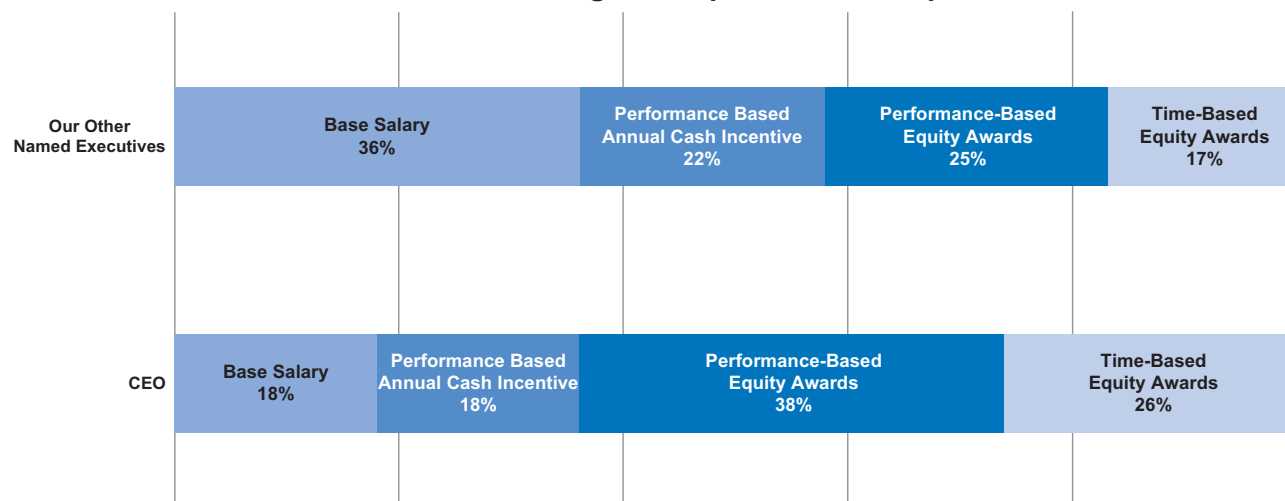 Our Other
Named Executives
Base Salary
36%
Performance Based
Annual Cash Incentive
22%
Performance-Based
Equity Awards
25%
Time-Based
Equity Awards
17%
CEO
Base Salary
18%
Performance Based
Annual Cash Incentive
18%
Performance-Based
Equity Awards
38%
Time-Based
Equity Awards
26%